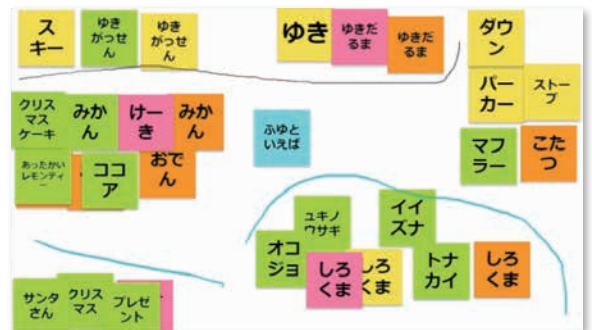 ス
キー
ゆき
がっせ
ん
ゆき
がっせ
ん
ゆき
ゆきだ
るま
ゆきだ
るま
ダウ
ン
パー
カー
ストー
ブ
クリス
マス
ケーキ
みか
ん
けー
き
みか
ん
ふゆと
いえば
マフ
ラー
こた
つ
あったかい
レモンティ
ー
ココ
ア
おで
ん
ユキノ
ウサギ
イイ
ズナ
オコ
ジョ
しろ
くま
しろ
くま
トナ
カイ
しろ
くま
サンタ
さん
クリス
マス
プレゼ
ント